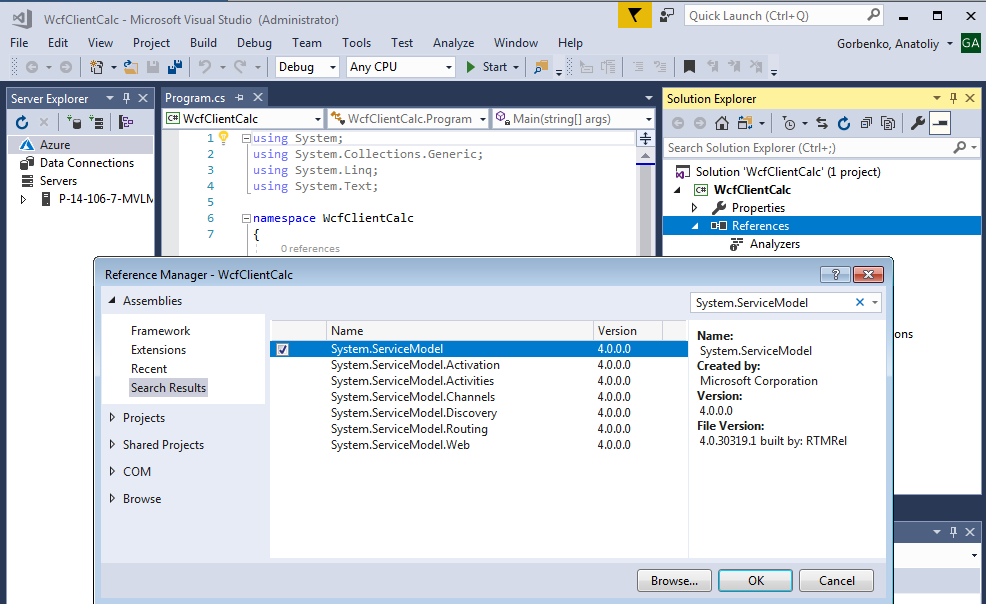 WcfClientCalc - Microsoft Visual Studio (Administrator)
Quick Launch (Ctrl+Q)
File Edit View Project Build Debug Team Tools Test Analyze Window Help
Gorbenko, Anatoliy GA
Debug Any CPU Start
Server Explorer
Azure
Data Connections
Servers
P-14-106-7-MVLM
Program.cs
C# WcfClientCalc WcfClientCalc.Program Main(string[] args)
1 using System;
2 using System.Collections.Generic;
3 using System.Linq;
4 using System.Text;
5
6 namespace WcfClientCalc
7 {
0 references
Solution Explorer
Search Solution Explorer (Ctrl+;)
Solution 'WcfClientCalc' (1 project)
C# WcfClientCalc
Properties
References
Analyzers
ons
Reference Manager - WcfClientCalc
?
Assemblies
Framework
Extensions
Recent
Search Results
Projects
Shared Projects
COM
Browse
System.ServiceModel
Name Version
System.ServiceModel 4.0.0.0
System.ServiceModel.Activation 4.0.0.0
System.ServiceModel.Activities 4.0.0.0
System.ServiceModel.Channels 4.0.0.0
System.ServiceModel.Discovery 4.0.0.0
System.ServiceModel.Routing 4.0.0.0
System.ServiceModel.Web 4.0.0.0
Name:
System.ServiceModel
Created by:
Microsoft Corporation
Version:
4.0.0.0
File Version:
4.0.30319.1 built by: RTMRel
Browse... OK Cancel